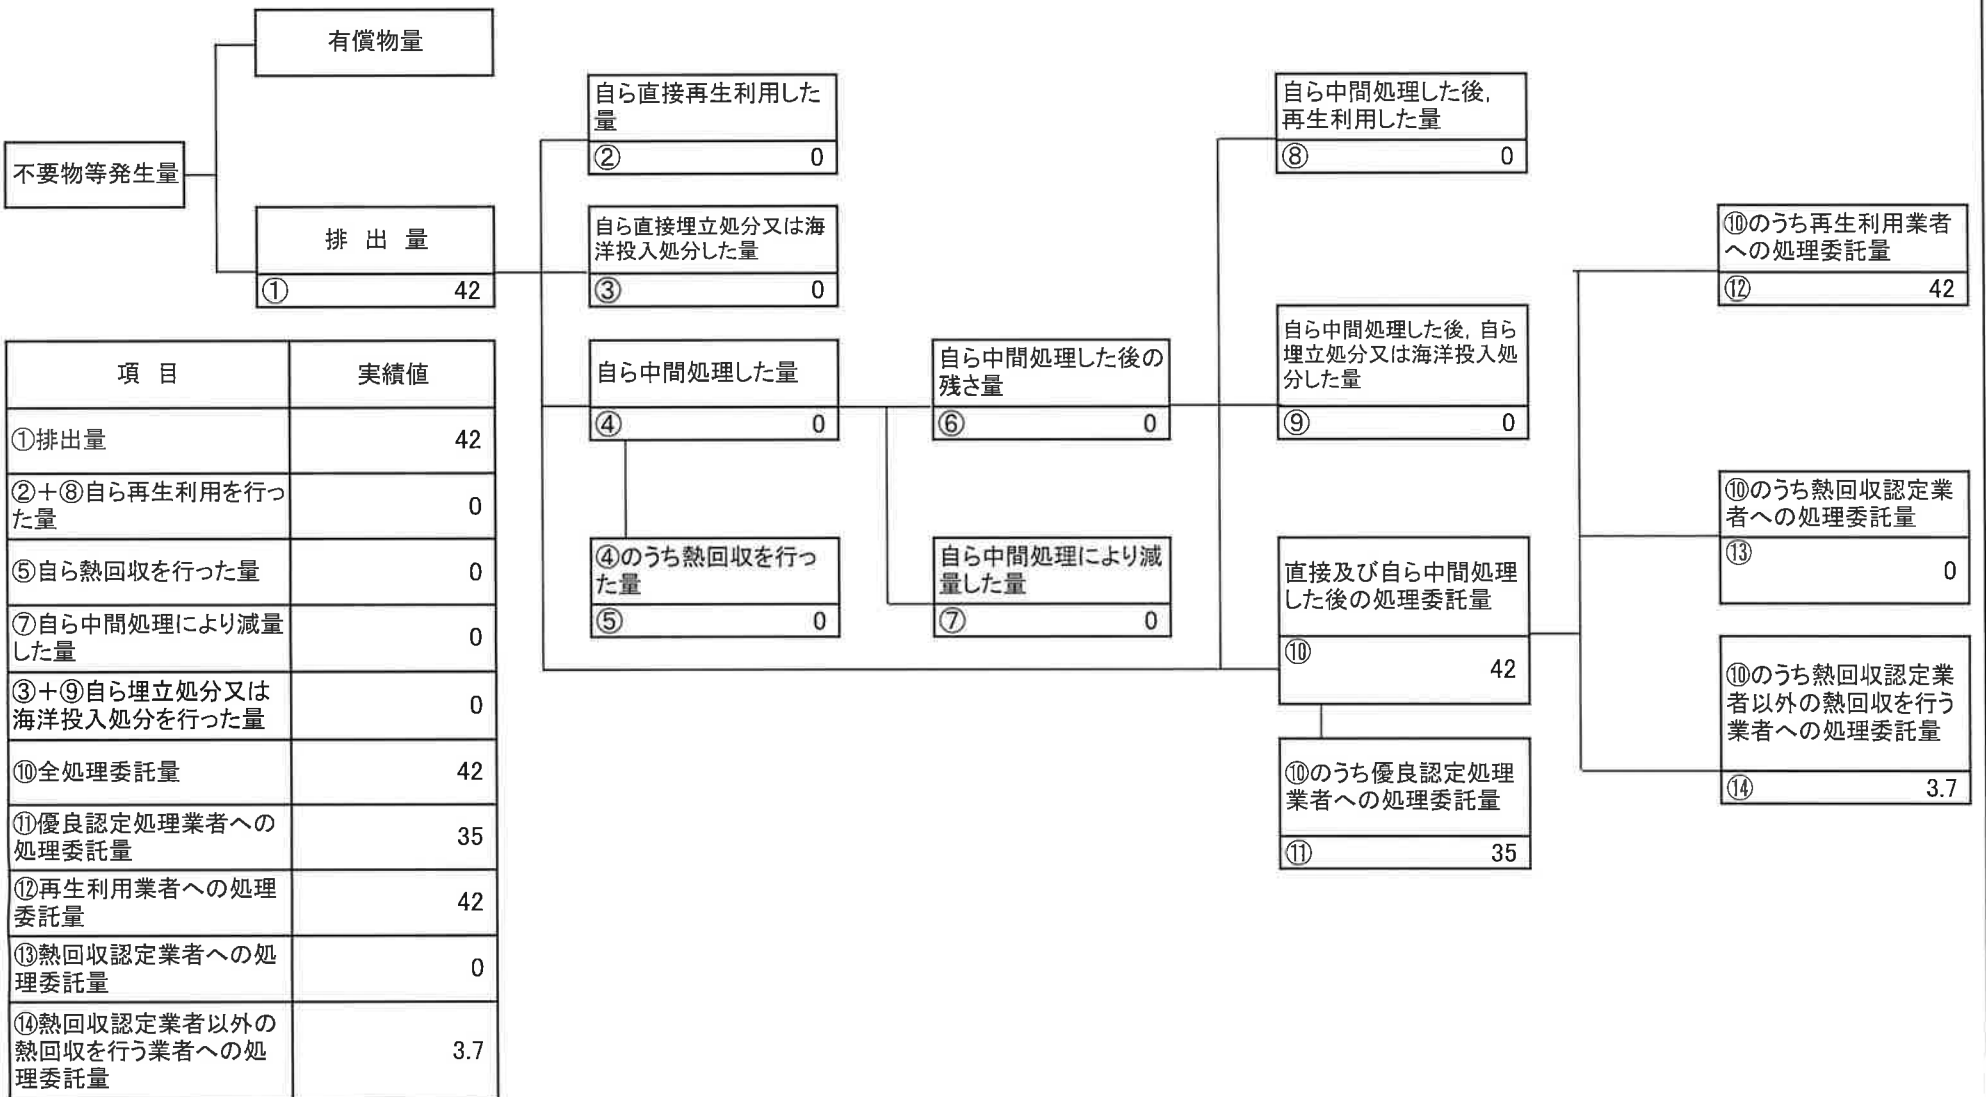 有償物量
不要物等発生量
排 出 量
① 42
自ら直接再生利用した
量
② 0
自ら直接埋立処分又は海
洋投入処分した量
③ 0
自ら中間処理した量
④ 0
④のうち熱回収を行っ
た量
⑤ 0
自ら中間処理した後の
残さ量
⑥ 0
自ら中間処理により減
量した量
⑦ 0
自ら中間処理した後,
再生利用した量
⑧ 0
自ら中間処理した後, 自ら
埋立処分又は海洋投入処
分した量
⑨ 0
直接及び自ら中間処理
した後の処理委託量
⑩ 42
⑩のうち優良認定処理
業者への処理委託量
⑪ 35
⑩のうち再生利用業者
への処理委託量
⑫ 42
⑩のうち熱回収認定業
者への処理委託量
⑬ 0
⑩のうち熱回収認定業
者以外の熱回収を行う
業者への処理委託量
⑭ 3.7
項 目 実績値
①排出量 42
②+⑧自ら再生利用を行っ
た量 0
⑤自ら熱回収を行った量 0
⑦自ら中間処理により減量
した量 0
③+⑨自ら埋立処分又は
海洋投入処分を行った量 0
⑩全処理委託量 42
⑪優良認定処理業者への
処理委託量 35
⑫再生利用業者への処理
委託量 42
⑬熱回収認定業者への処
理委託量 0
⑭熱回収認定業者以外の
熱回収を行う業者への処
理委託量 3.7